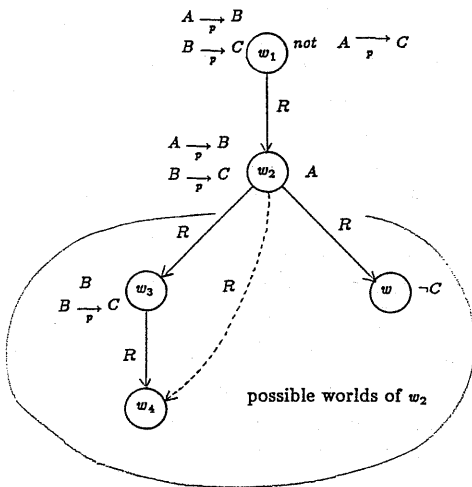 A →p B
B →p C w₁ not A →p C
R
A →p B
B →p C w₂ A
R R
B R
B →p C w₃ w ¬C
R
w₄ possible worlds of w₂